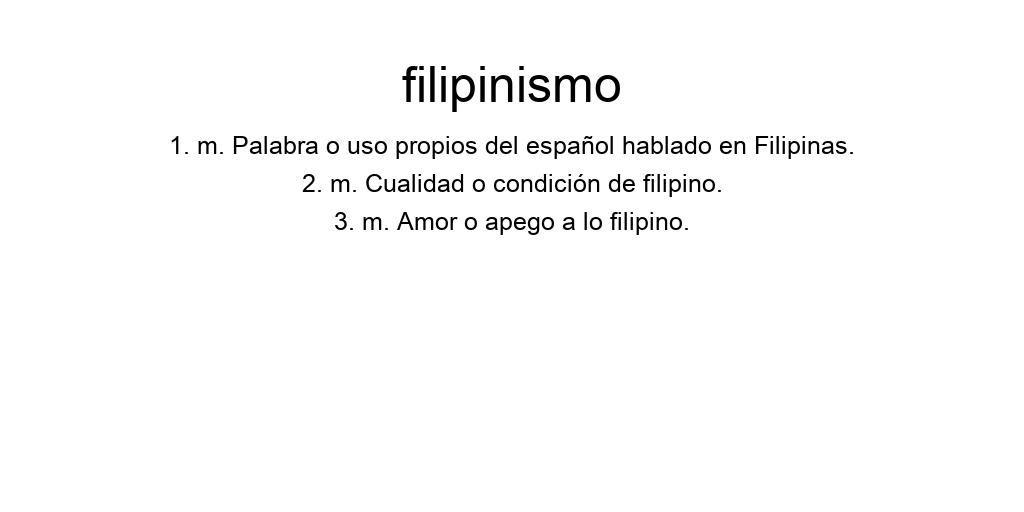 filipinismo
1. m. Palabra o uso propios del español hablado en Filipinas.
2. m. Cualidad o condición de filipino.
3. m. Amor o apego a lo filipino.